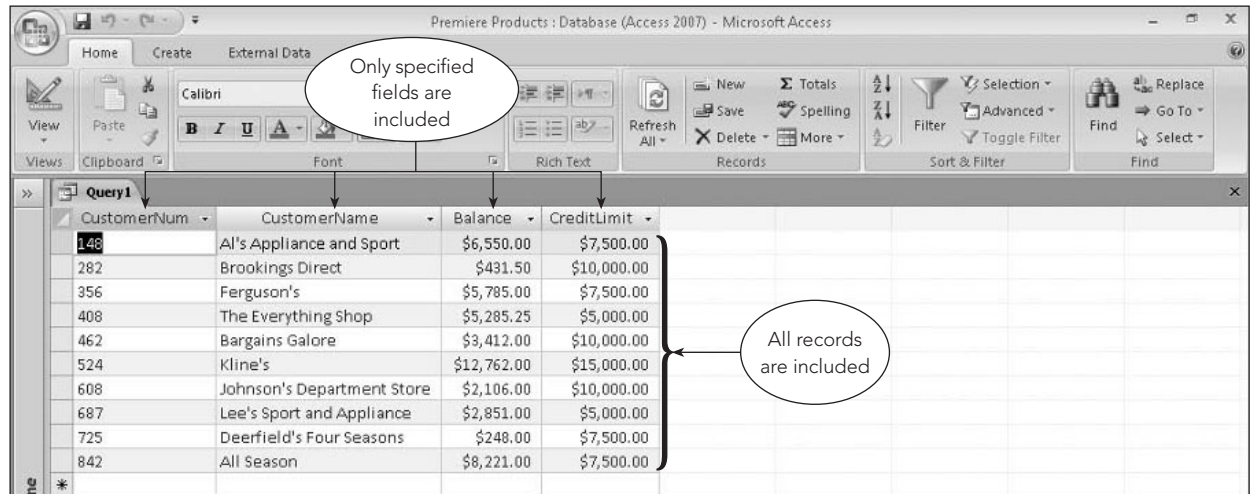 Premiere Products : Database (Access 2007) - Microsoft Access
Home Create External Data
Only specified
fields are
included
View
Paste
Calibri
B I U A
Refresh
All
New
Save
Delete
Σ Totals
Spelling
More
Filter
Selection
Advanced
Toggle Filter
Find
Replace
Go To
Select
Views Clipboard Font Rich Text Records Sort & Filter Find
Query1
CustomerNum CustomerName Balance CreditLimit
148 Al's Appliance and Sport $6,550.00 $7,500.00
282 Brookings Direct $431.50 $10,000.00
356 Ferguson's $5,785.00 $7,500.00
408 The Everything Shop $5,285.25 $5,000.00
462 Bargains Galore $3,412.00 $10,000.00
524 Kline's $12,762.00 $15,000.00
608 Johnson's Department Store $2,106.00 $10,000.00
687 Lee's Sport and Appliance $2,851.00 $5,000.00
725 Deerfield's Four Seasons $248.00 $7,500.00
842 All Season $8,221.00 $7,500.00
All records
are included